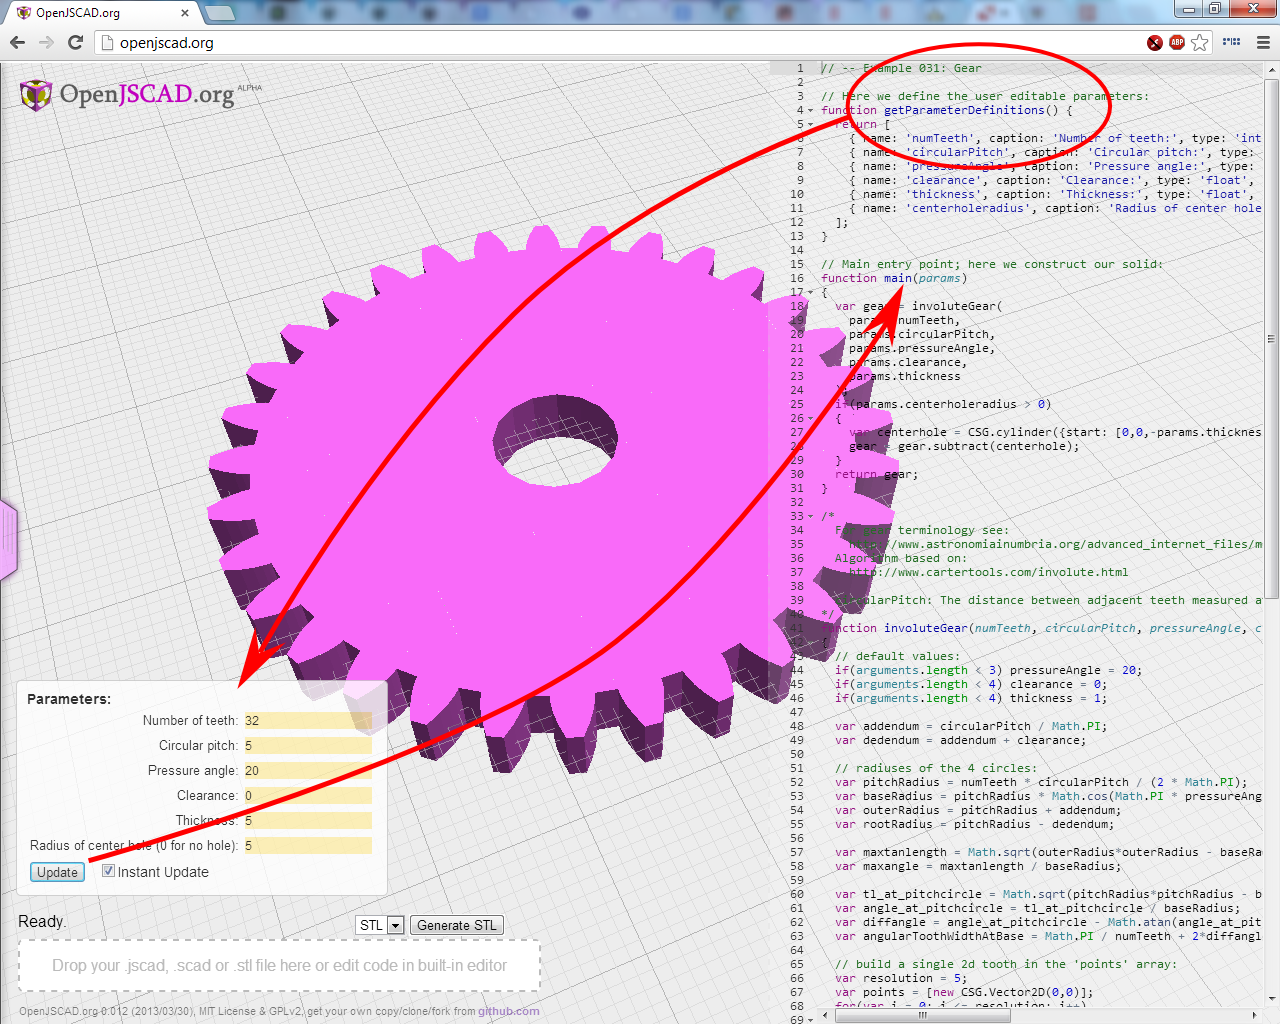 OpenJSCAD.org
openjscad.org
ABP
OpenJSCAD.org ALPHA
Parameters:
Number of teeth: 32
Circular pitch: 5
Pressure angle: 20
Clearance: 0
Thickness: 5
Radius of center hole (0 for no hole): 5
Update
Instant Update
Ready.
STL
Generate STL
Drop your .jscad, .scad or .stl file here or edit code in built-in editor
OpenJSCAD.org 0.012 (2013/03/30), MIT License & GPLv2, get your own copy/clone/fork from github.com
1 // -- Example 031: Gear
2
3 // Here we define the user editable parameters:
4 function getParameterDefinitions() {
5 return [
6 { name: 'numTeeth', caption: 'Number of teeth:', type: 'int
7 { name: 'circularPitch', caption: 'Circular pitch:', type:
8 { name: 'pressureAngle', caption: 'Pressure angle:', type:
9 { name: 'clearance', caption: 'Clearance:', type: 'float',
10 { name: 'thickness', caption: 'Thickness:', type: 'float',
11 { name: 'centerholeradius', caption: 'Radius of center hole
12 ];
13 }
14
15 // Main entry point; here we construct our solid:
16 function main(params)
17 {
18 var gear = involuteGear(
19 params.numTeeth,
20 params.circularPitch,
21 params.pressureAngle,
22 params.clearance,
23 params.thickness
24 );
25 if(params.centerholeradius > 0)
26 {
27 var centerhole = CSG.cylinder({start: [0,0,-params.thicknes
28 gear = gear.subtract(centerhole);
29 }
30 return gear;
31 }
32
33 /*
34 For gear terminology see:
35 http://www.astronomiainumbria.org/advanced_internet_files/m
36 Algorithm based on:
37 http://www.cartertools.com/involute.html
38
39 circularPitch: The distance between adjacent teeth measured a
40 */
41 function involuteGear(numTeeth, circularPitch, pressureAngle, c
42 {
43 // default values:
44 if(arguments.length < 3) pressureAngle = 20;
45 if(arguments.length < 4) clearance = 0;
46 if(arguments.length < 4) thickness = 1;
47
48 var addendum = circularPitch / Math.PI;
49 var dedendum = addendum + clearance;
50
51 // radiuses of the 4 circles:
52 var pitchRadius = numTeeth * circularPitch / (2 * Math.PI);
53 var baseRadius = pitchRadius * Math.cos(Math.PI * pressureAng
54 var outerRadius = pitchRadius + addendum;
55 var rootRadius = pitchRadius - dedendum;
56
57 var maxtanlength = Math.sqrt(outerRadius*outerRadius - baseRa
58 var maxangle = maxtanlength / baseRadius;
59
60 var tl_at_pitchcircle = Math.sqrt(pitchRadius*pitchRadius - b
61 var angle_at_pitchcircle = tl_at_pitchcircle / baseRadius;
62 var diffangle = angle_at_pitchcircle - Math.atan(angle_at_pit
63 var angularToothWidthAtBase = Math.PI / numTeeth + 2*diffangl
64
65 // build a single 2d tooth in the 'points' array:
66 var resolution = 5;
67 var points = [new CSG.Vector2D(0,0)];
68 for(var i = 0; i <= resolution; i++)
69